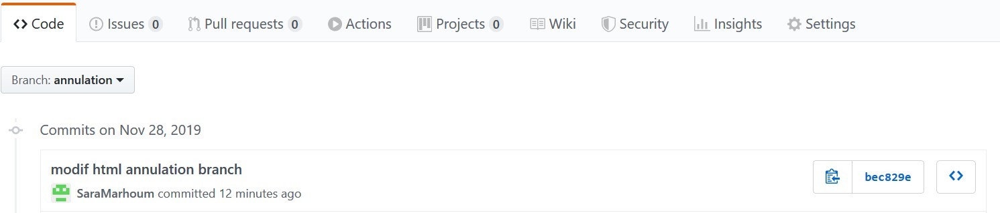 Code Issues 0 Pull requests 0 Actions Projects 0 Wiki Security Insights Settings
Branch: annulation
Commits on Nov 28, 2019
modif html annulation branch
bec829e
SaraMarhoum committed 12 minutes ago